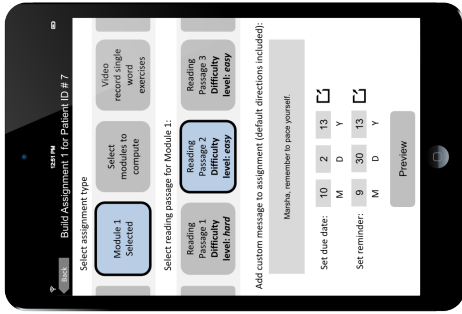 12:51 PM
Back
Build Assignment 1 for Patient ID # 7
Select assignment type
Module 1
Selected
Select
modules to
compute
Video
record single
word
exercises
Select reading passage for Module 1:
Reading
Passage 1
Difficulty
level: hard
Reading
Passage 2
Difficulty
level: easy
Reading
Passage 3
Difficulty
level: easy
Add custom message to assignment (default directions included):
Marsha, remember to pace yourself.
Set due date: 10 2 13
M D Y
Set reminder: 9 30 13
M D Y
Preview